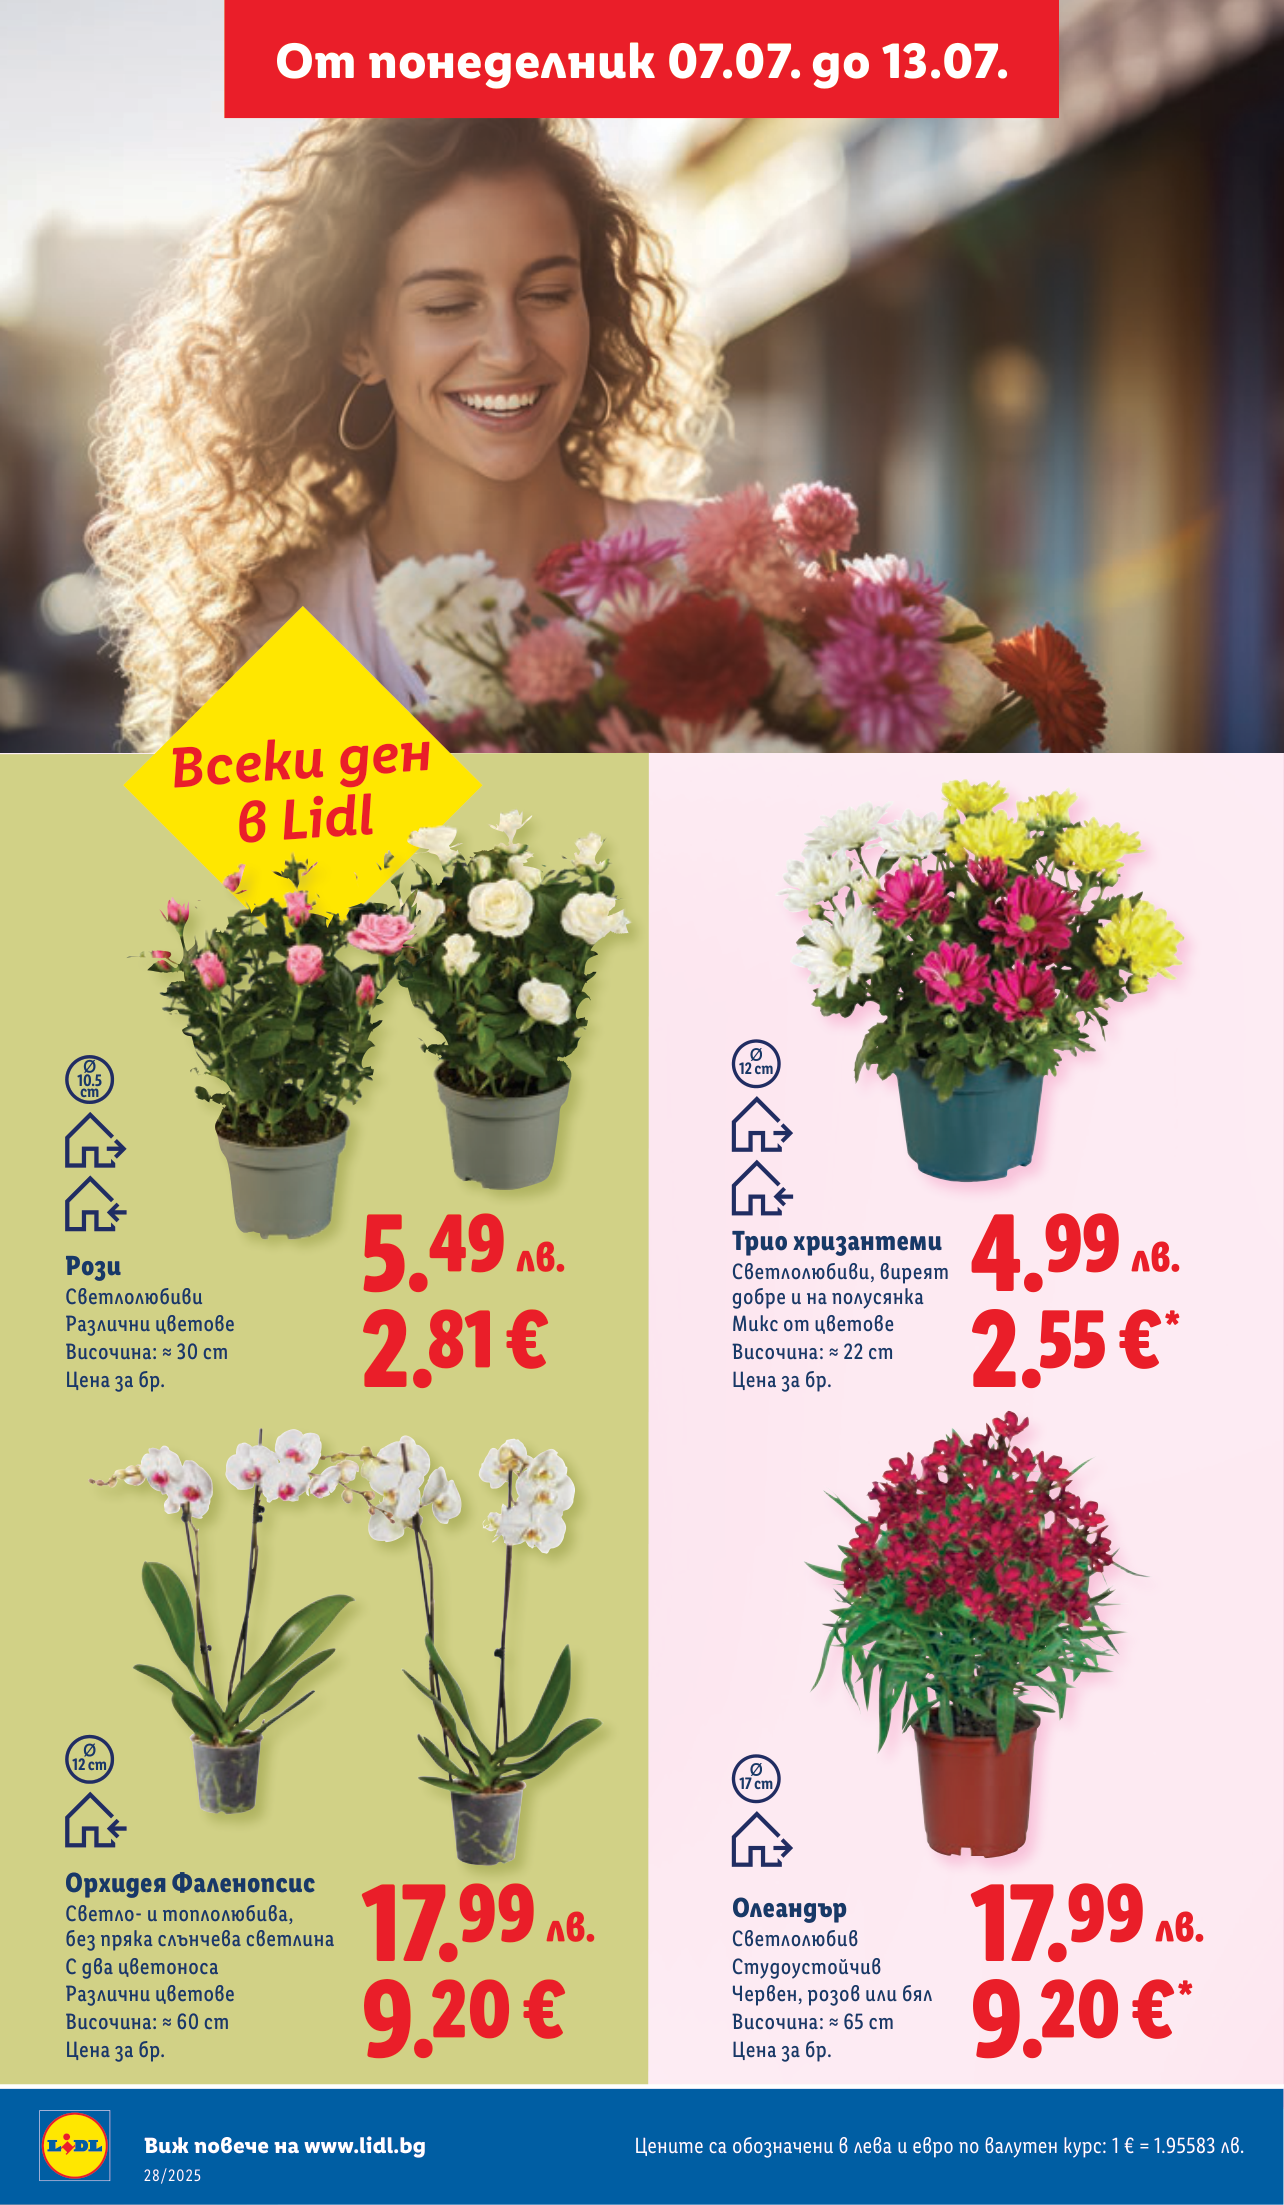 От понеделник 07.07. до 13.07.
Всеки ден
в Lidl
Ø
10.5
cm
Рози
Светлолюбиви
Различни цветове
Височина: ≈ 30 cm
Цена за бр.
5.49 лв.
2.81 €
Ø
12 cm
Трио хризантеми
Светлолюбиви, виреят
добре и на полусянка
Микс от цветове
Височина: ≈ 22 cm
Цена за бр.
4.99 лв.
2.55 €*
Ø
12 cm
Орхидея Фаленопсис
Светло- и топлолюбива,
без пряка слънчева светлина
С два цветоноса
Различни цветове
Височина: ≈ 60 cm
Цена за бр.
17.99 лв.
9.20 €
Ø
17 cm
Олеандър
Светлолюбив
Студоустойчив
Червен, розов или бял
Височина: ≈ 65 cm
Цена за бр.
17.99 лв.
9.20 €*
LIDL
Виж повече на www.lidl.bg
28/2025
Цените са обозначени в лева и евро по валутен курс: 1 € = 1.95583 лв.